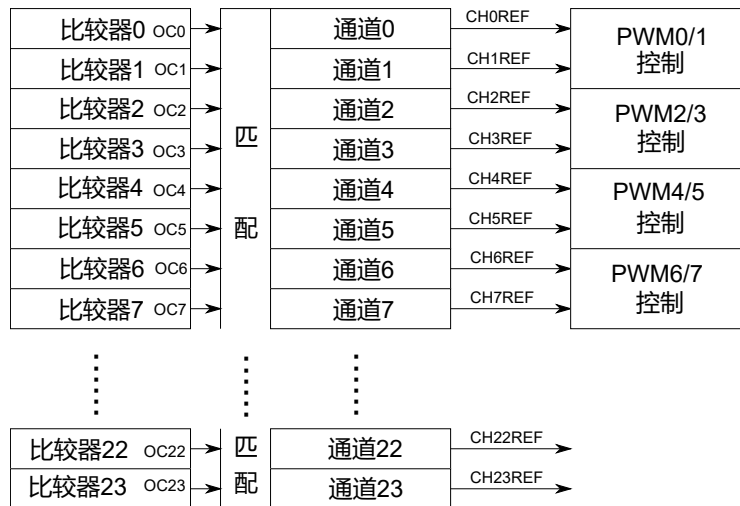 比较器0 OC0 通道0 CH0REF
比较器1 OC1 通道1 CH1REF
PWM0/1
控制
比较器2 OC2 通道2 CH2REF
比较器3 OC3 匹 通道3 CH3REF
PWM2/3
控制
比较器4 OC4 通道4 CH4REF
比较器5 OC5 配 通道5 CH5REF
PWM4/5
控制
比较器6 OC6 通道6 CH6REF
比较器7 OC7 通道7 CH7REF
PWM6/7
控制
比较器22 OC22 匹 通道22 CH22REF
比较器23 OC23 配 通道23 CH23REF